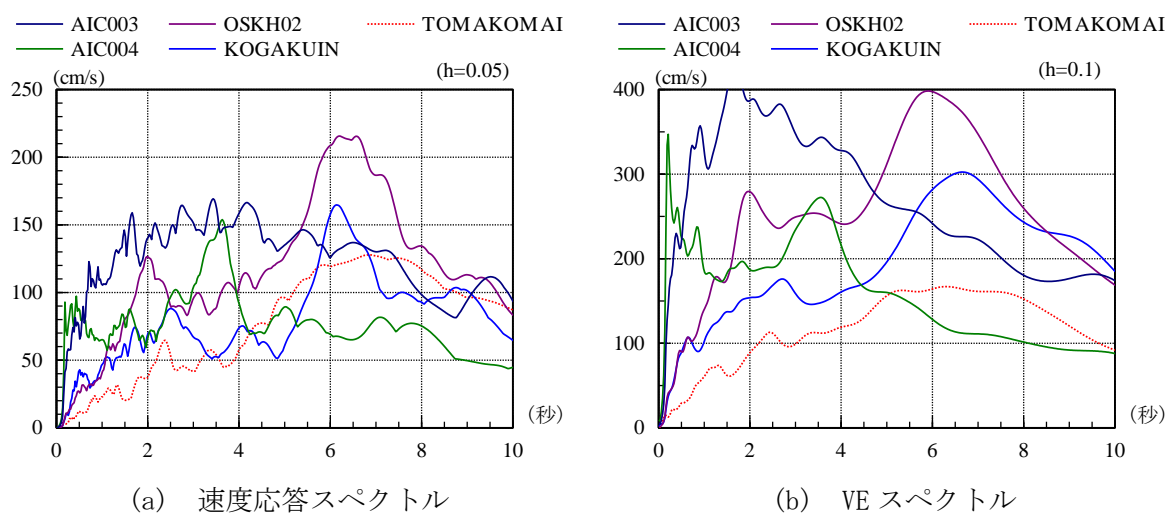 AIC003 OSKH02 TOMAKOMAI
AIC004 KOGAKUIN
(cm/s) (h=0.05)
250
200
150
100
50
0
0 2 4 6 8 10
(秒)
(a) 速度応答スペクトル
AIC003 OSKH02 TOMAKOMAI
AIC004 KOGAKUIN
(cm/s) (h=0.1)
400
300
200
100
0
0 2 4 6 8 10
(秒)
(b) VE スペクトル